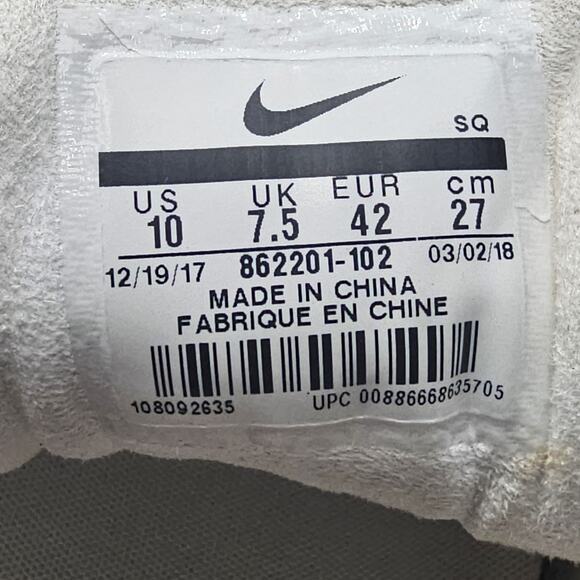 SQ
US UK EUR cm
10 7.5 42 27
12/19/17 862201-102 03/02/18
MADE IN CHINA
FABRIQUE EN CHINE
108092635 UPC 00886668635705